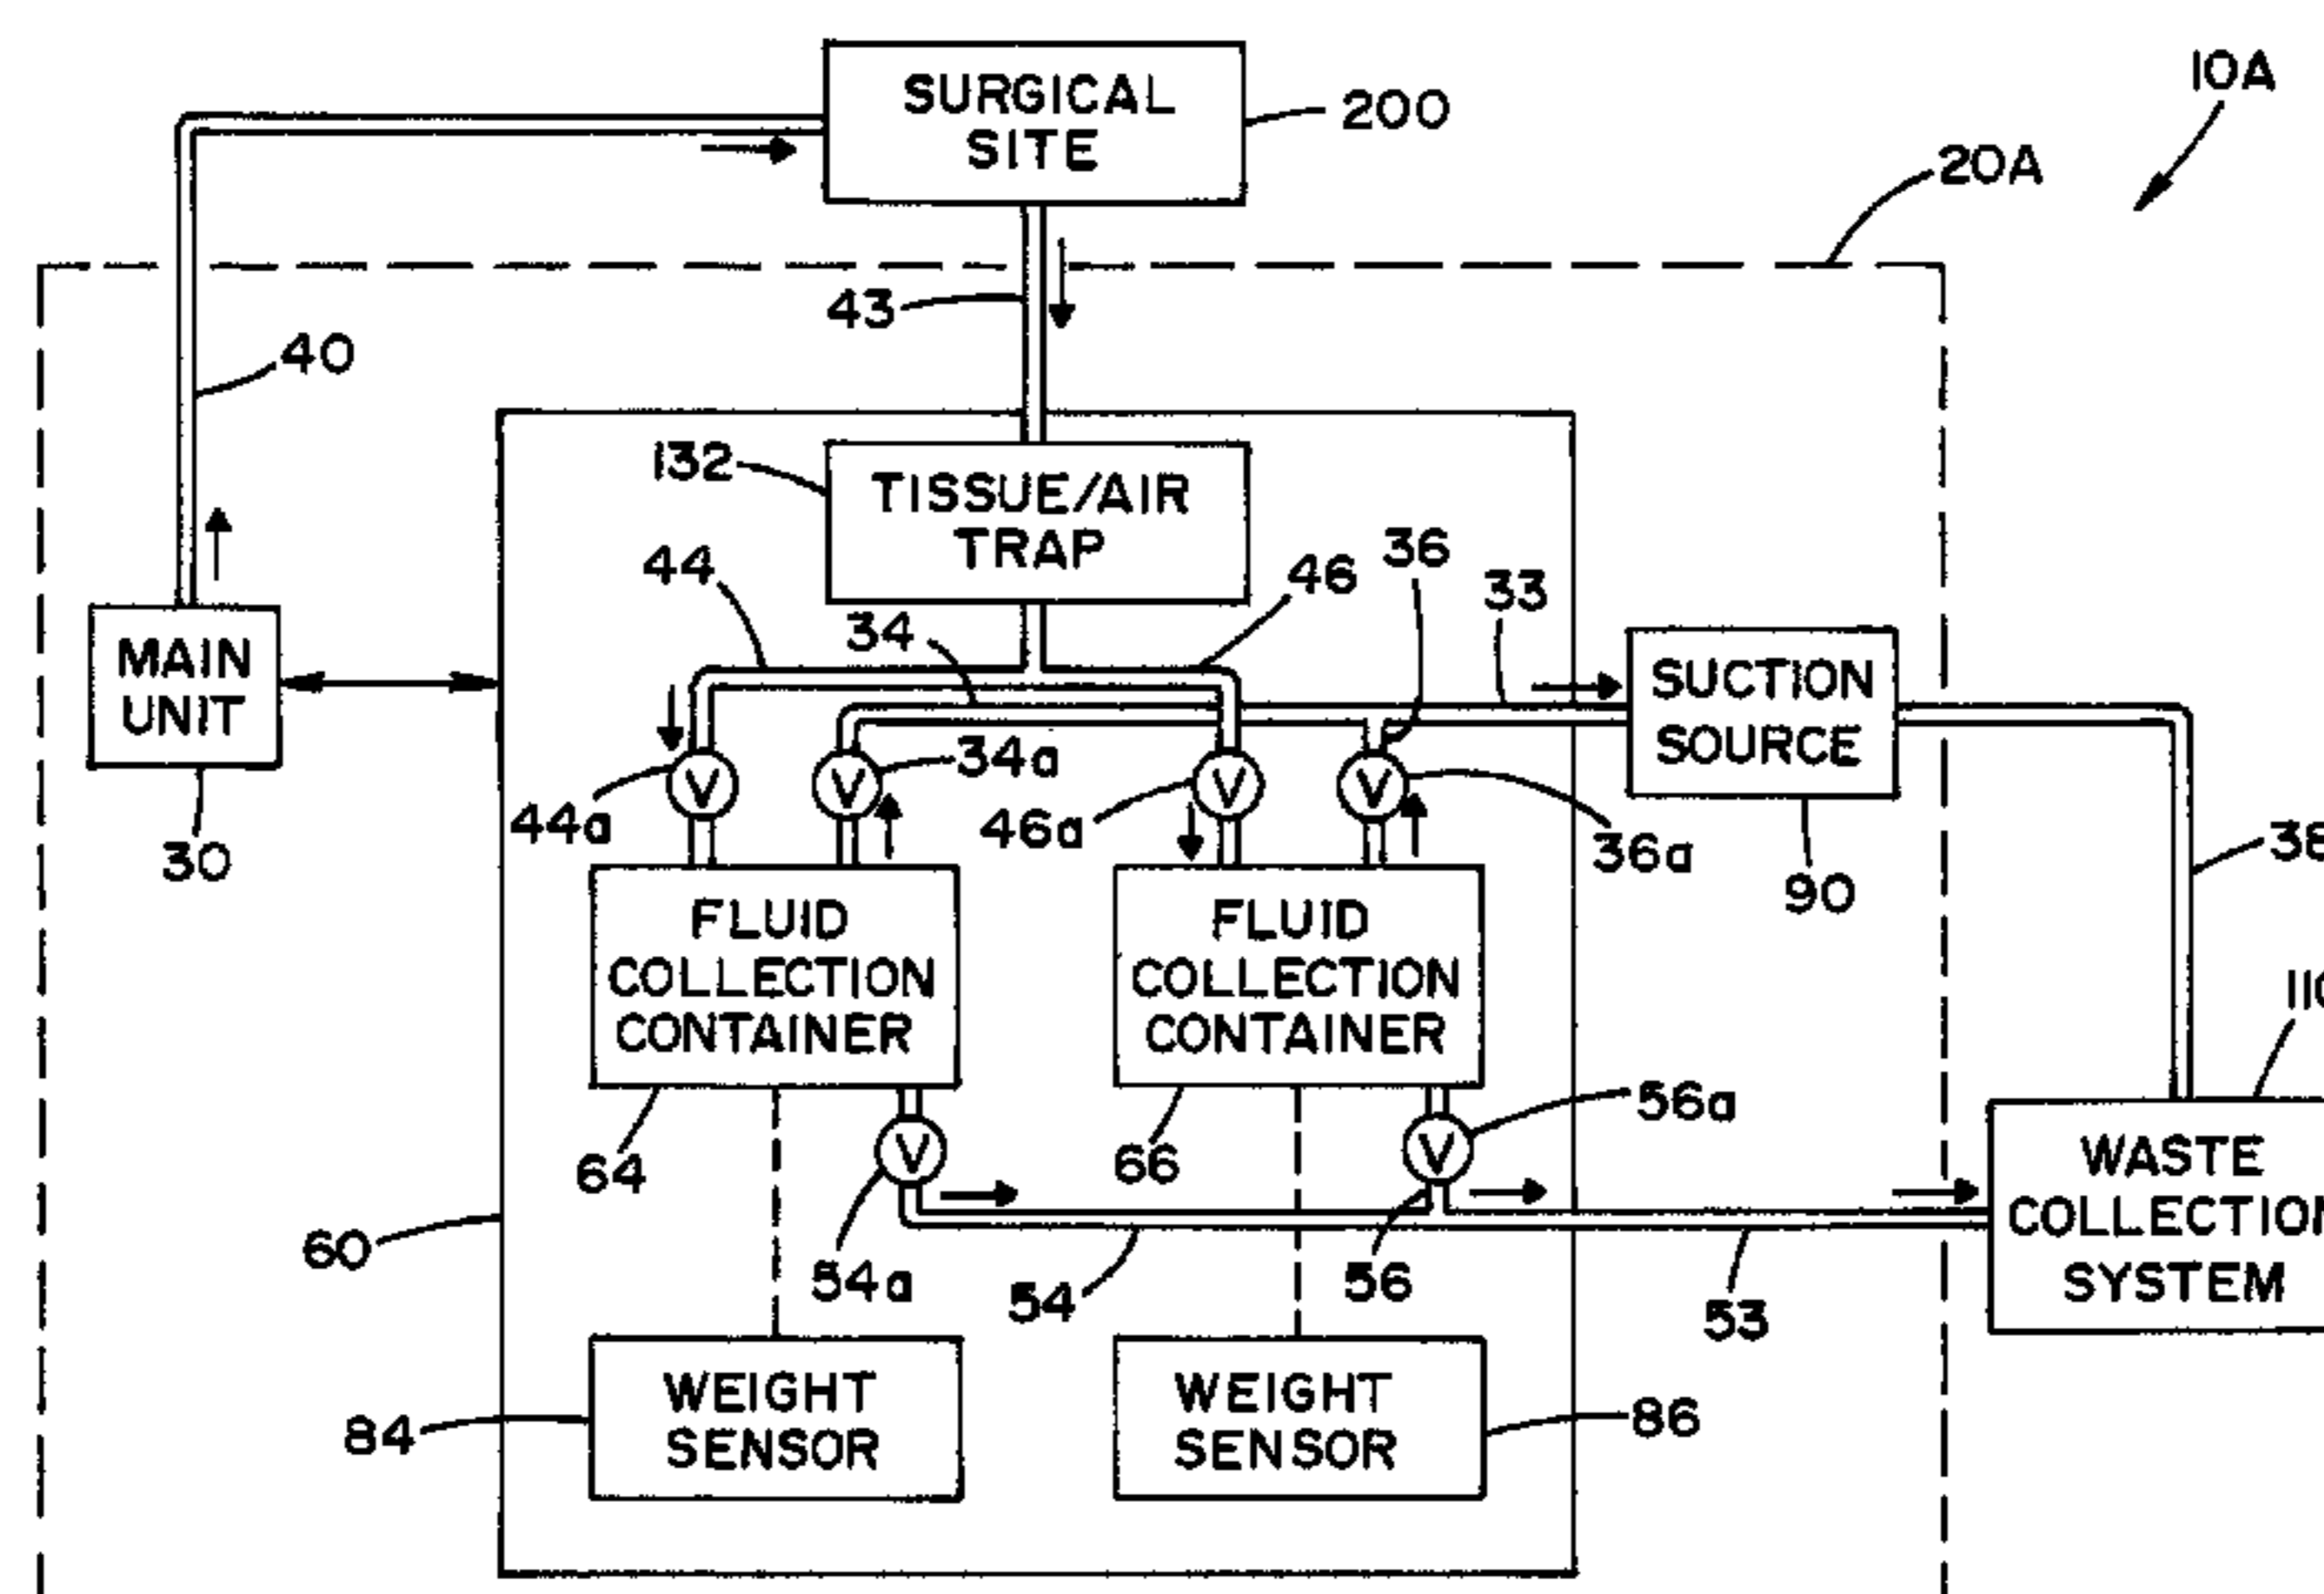 10A
SURGICAL
SITE
200
20A
43
40
132
TISSUE/AIR
TRAP
44
34
46
36
33
MAIN
UNIT
30
SUCTION
SOURCE
90
44a
34a
46a
36a
38
FLUID
COLLECTION
CONTAINER
FLUID
COLLECTION
CONTAINER
64
66
56a
60
54a
54
56
53
WASTE
COLLECTION
SYSTEM
V
V
V
V
V
V
84
WEIGHT
SENSOR
WEIGHT
SENSOR
86